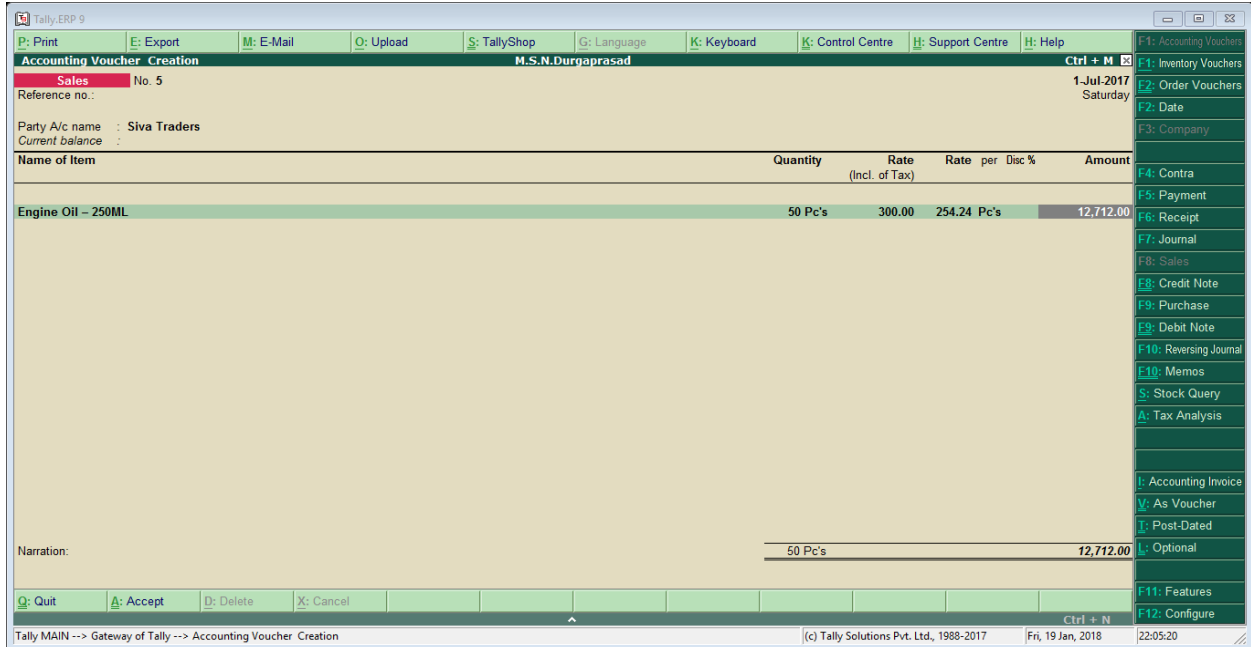 Tally.ERP 9
P: Print E: Export M: E-Mail O: Upload S: TallyShop G: Language K: Keyboard K: Control Centre H: Support Centre H: Help
Accounting Voucher Creation M.S.N.Durgaprasad Ctrl + M
Sales No. 5 1-Jul-2017
Reference no.: Saturday
Party A/c name : Siva Traders
Current balance :
Name of Item Quantity Rate Rate per Disc % Amount
(Incl. of Tax)
Engine Oil – 250ML 50 Pc's 300.00 254.24 Pc's 12,712.00
Narration: 50 Pc's 12,712.00
Q: Quit A: Accept D: Delete X: Cancel
Ctrl + N
Tally MAIN --> Gateway of Tally --> Accounting Voucher Creation (c) Tally Solutions Pvt. Ltd., 1988-2017 Fri, 19 Jan, 2018 22:05:20
F1: Accounting Vouchers
F1: Inventory Vouchers
F2: Order Vouchers
F2: Date
F3: Company
F4: Contra
F5: Payment
F6: Receipt
F7: Journal
F8: Sales
F8: Credit Note
F9: Purchase
F9: Debit Note
F10: Reversing Journal
F10: Memos
S: Stock Query
A: Tax Analysis
I: Accounting Invoice
V: As Voucher
T: Post-Dated
L: Optional
F11: Features
F12: Configure